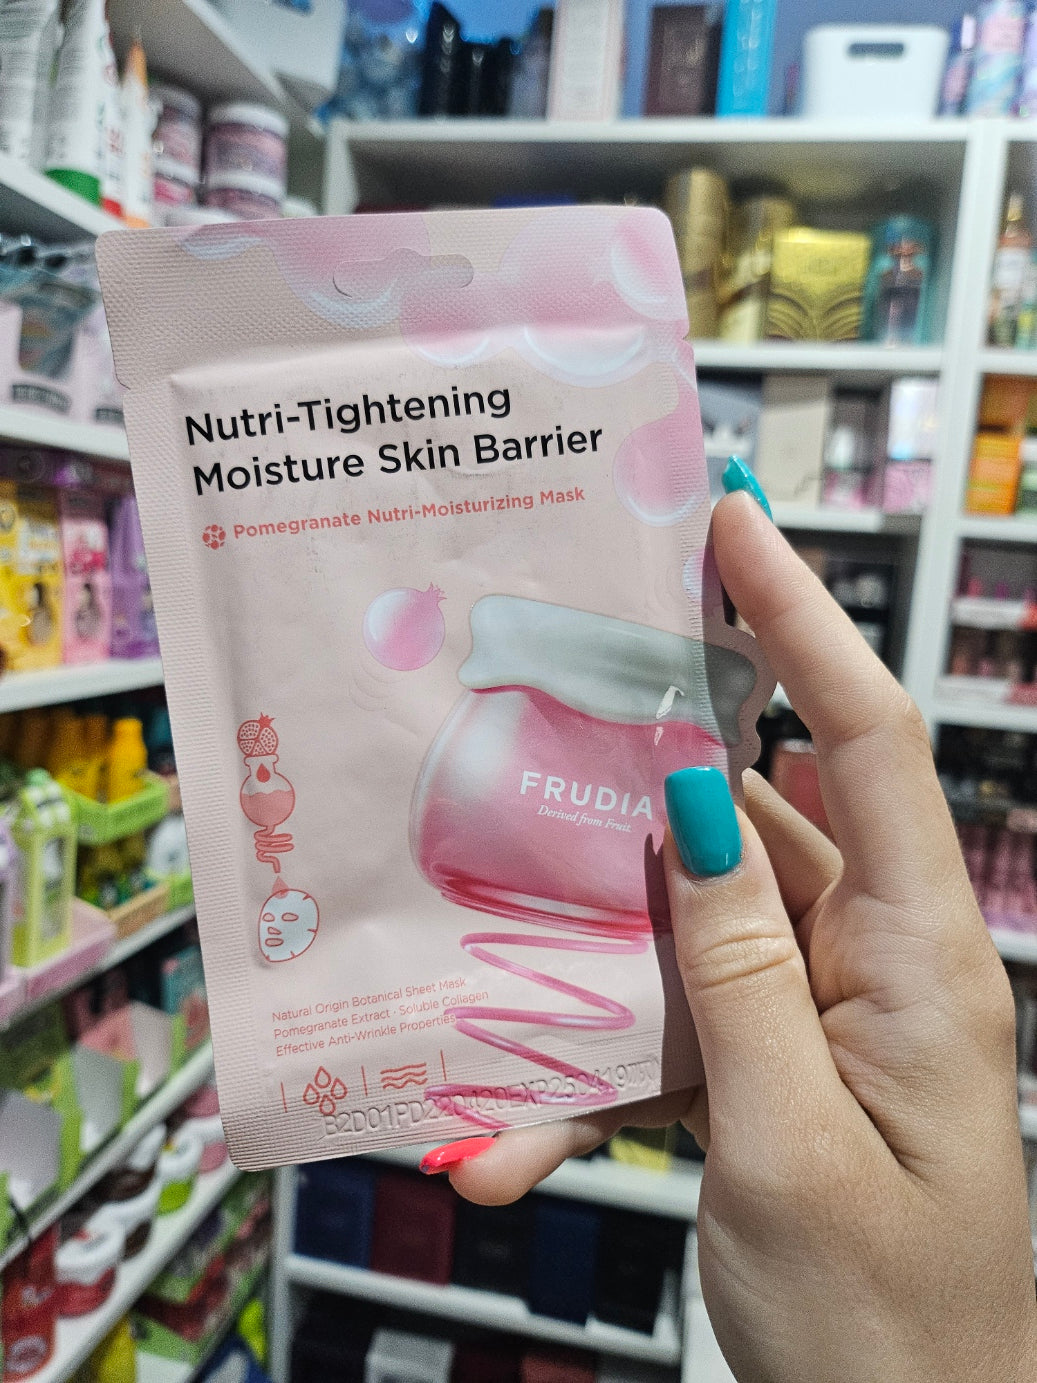 Nutri-Tightening
Moisture Skin Barrier
Pomegranate Nutri-Moisturizing Mask
FRUDIA
Derived from Fruit
Natural Origin Botanical Sheet Mask
Pomegranate Extract · Soluble Collagen
Effective Anti-Wrinkle Properties
B2D01PD220420EXP250419